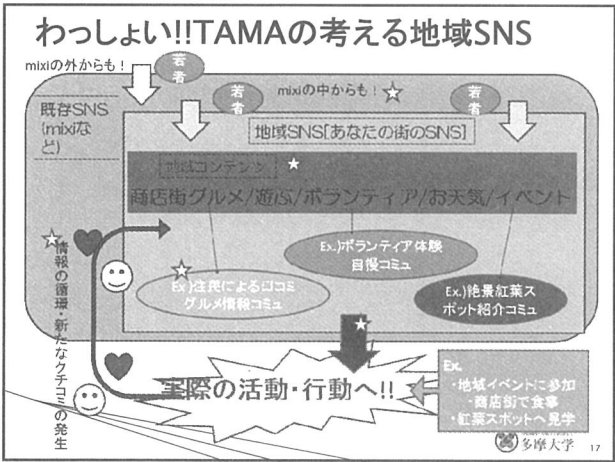 わっしょい!!TAMAの考える地域SNS
mixiの外からも！
若者
若者
mixiの中からも！☆
若者
既存SNS
(mixiな
ど)
地域SNS[あなたの街のSNS]
地域コンテンツ
商店街グルメ/遊ぶ/ボランティア/お天気/イベント
Ex.)ボランティア体験
自慢コミュ
Ex.)住民によるゴコミ
グルメ情報コミュ
Ex.)絶景紅葉ス
ポット紹介コミュ
☆情報の循環・新たなクチコミの発生
実際の活動・行動へ!!
Ex.
・地域イベントに参加
・商店街で食事
・紅葉スポットへ見学
多摩大学
17